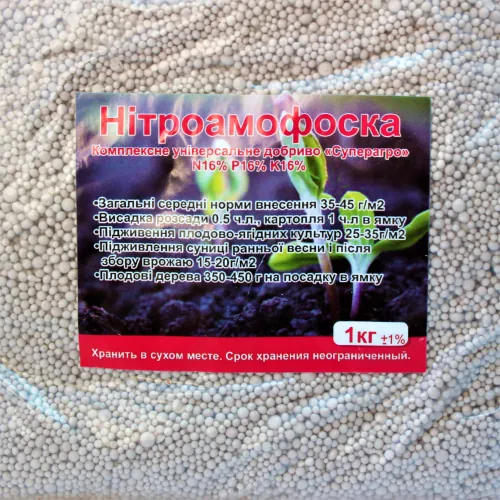 Нітроамофоска
Комплексне універсальне добриво «Суперагро»
N16% P16% K16%
•Загальні середні норми внесення 35-45 г/м2
•Висадка розсади 0.5 ч.л., картопля 1 ч.л в ямку
•Підживення плодово-ягідних культур 25-35г/м2
•Підживлення суниці ранньої весни і після
збору врожаю 15-20г/м2
•Плодові дерева 350-450 г на посадку в ямку
1кг ±1%
Хранить в сухом месте. Срок хранения неограниченный.